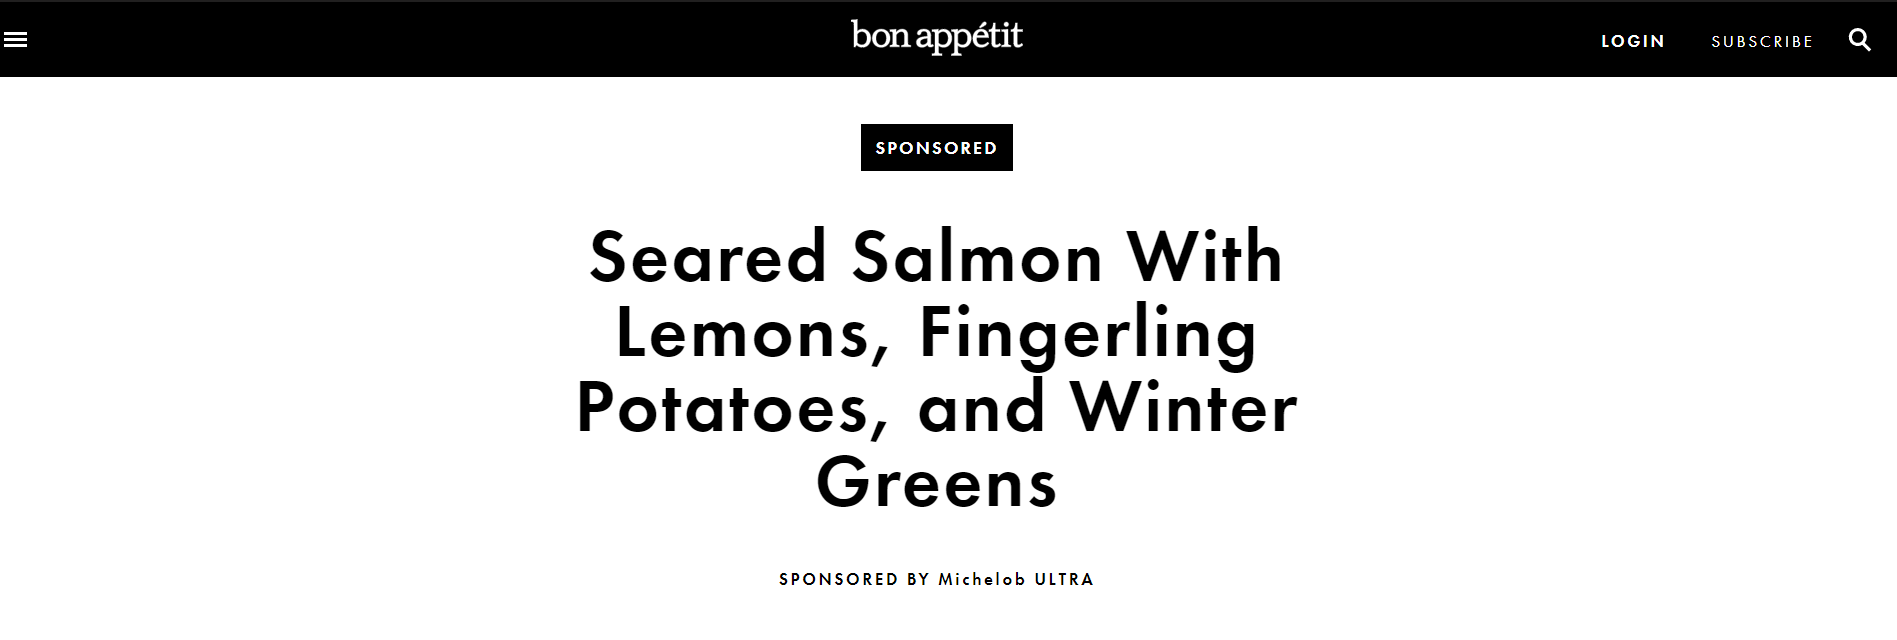 bon appétit
LOGIN
SUBSCRIBE
SPONSORED
Seared Salmon With
Lemons, Fingerling
Potatoes, and Winter
Greens
SPONSORED BY Michelob ULTRA